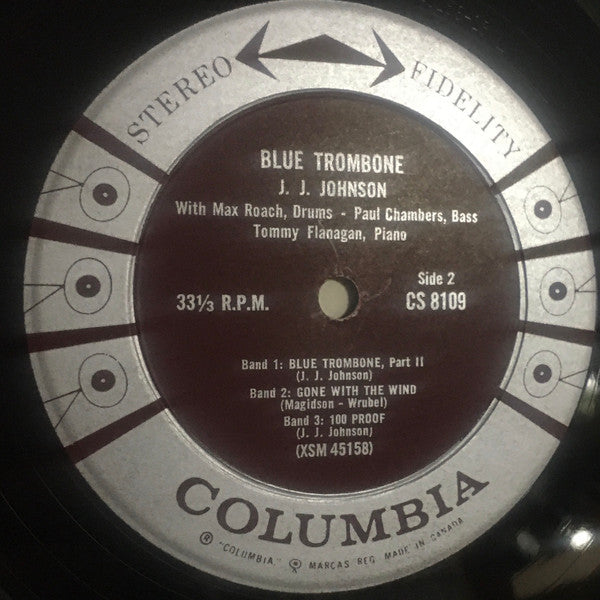 STEREO FIDELITY
BLUE TROMBONE
J. J. JOHNSON
With Max Roach, Drums - Paul Chambers, Bass
Tommy Flanagan, Piano
Side 2
33⅓ R.P.M. CS 8109
Band 1: BLUE TROMBONE, Part II
(J. J. Johnson)
Band 2: GONE WITH THE WIND
(Magidson - Wrubel)
Band 3: 100 PROOF
(J. J. Johnson)
(XSM 45158)
COLUMBIA
® "COLUMBIA," MARCAS REG. MADE IN CANADA